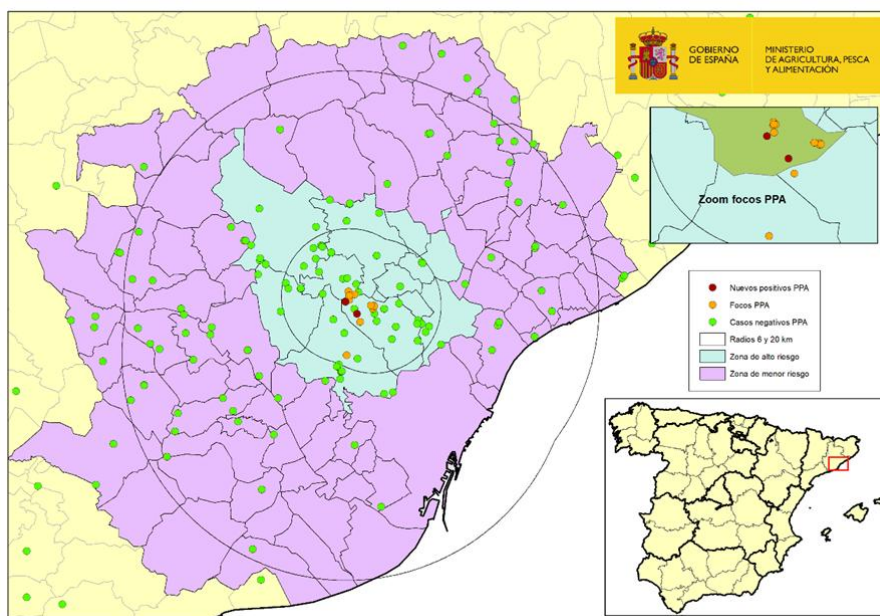 GOBIERNO
DE ESPAÑA
MINISTERIO
DE AGRICULTURA, PESCA
Y ALIMENTACIÓN
Zoom focos PPA
Nuevos positivos PPA
Focos PPA
Casos negativos PPA
Radios 6 y 20 km
Zona de alto riesgo
Zona de menor riesgo